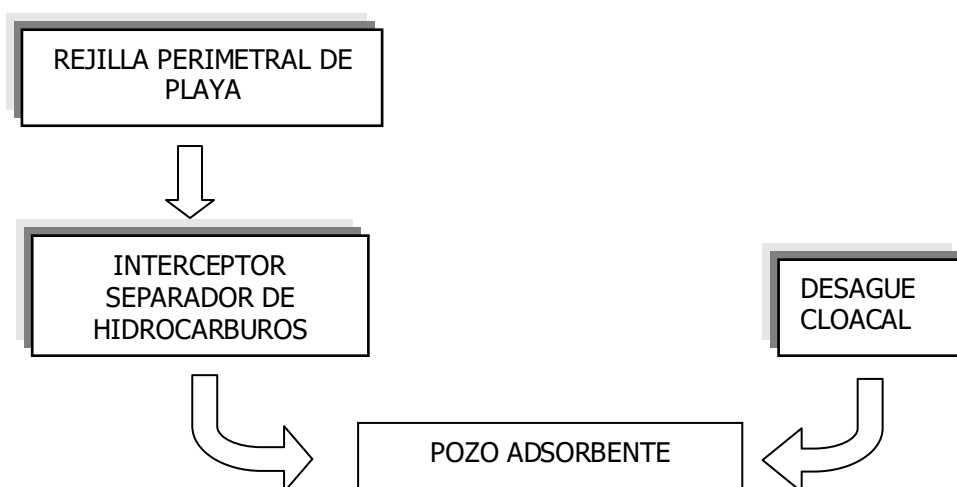 REJILLA PERIMETRAL DE
PLAYA
INTERCEPTOR
SEPARADOR DE
HIDROCARBUROS
DESAGUE
CLOACAL
POZO ADSORBENTE